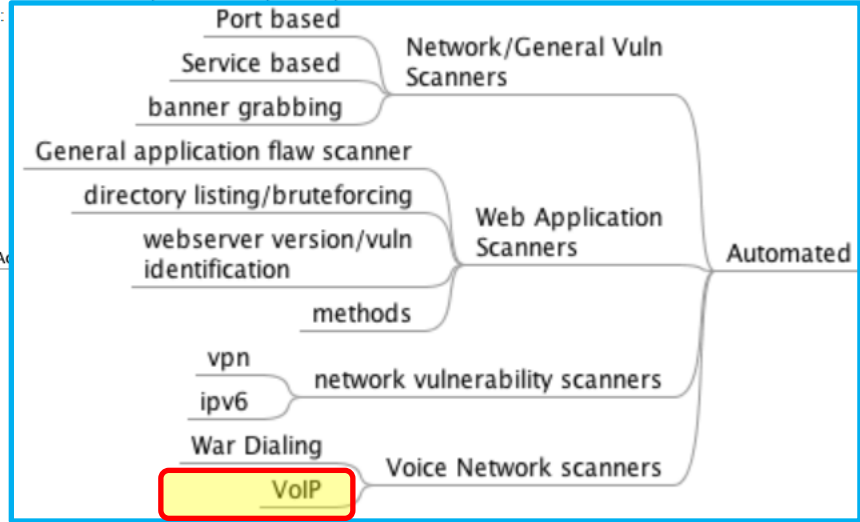 :
Port based
Network/General Vuln
Scanners
Service based
banner grabbing
General application flaw scanner
directory listing/bruteforcing
Web Application
Scanners
webserver version/vuln
identification
methods
Automated
vpn
network vulnerability scanners
ipv6
War Dialing
Voice Network scanners
VoIP